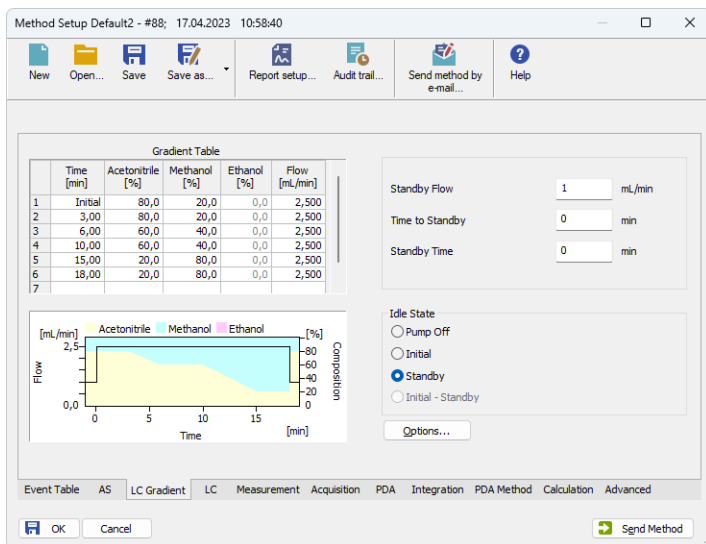 Method Setup Default2 - #88; 17.04.2023 10:58:40
New Open... Save Save as... Report setup... Audit trail... Send method by e-mail... Help
Gradient Table
Time [min] Acetonitrile [%] Methanol [%] Ethanol [%] Flow [mL/min]
1 Initial 80,0 20,0 0,0 2,500
2 3,00 80,0 20,0 0,0 2,500
3 6,00 60,0 40,0 0,0 2,500
4 10,00 60,0 40,0 0,0 2,500
5 15,00 20,0 80,0 0,0 2,500
6 18,00 20,0 80,0 0,0 2,500
7
Standby Flow 1 mL/min
Time to Standby 0 min
Standby Time 0 min
[mL/min] Acetonitrile Methanol Ethanol [%]
2,5
0,0
Flow
80
60
40
20
0
Composition
0 5 10 15 [min]
Time
Idle State
Pump Off
Initial
Standby
Initial - Standby
Options...
Event Table AS LC Gradient LC Measurement Acquisition PDA Integration PDA Method Calculation Advanced
OK Cancel Send Method